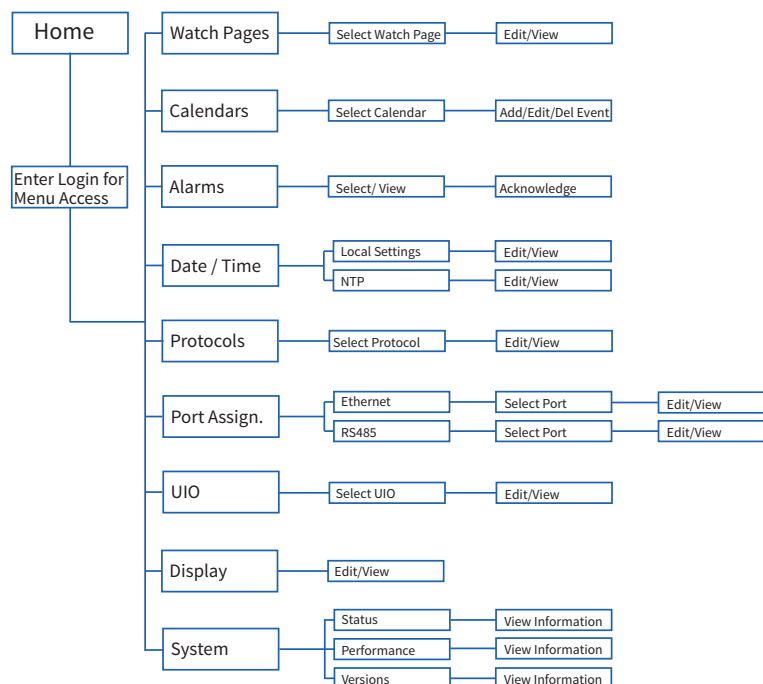 Home
Enter Login for
Menu Access
Watch Pages
Select Watch Page
Edit/View
Calendars
Select Calendar
Add/Edit/Del Event
Alarms
Select/ View
Acknowledge
Date / Time
Local Settings
Edit/View
NTP
Edit/View
Protocols
Select Protocol
Edit/View
Port Assign.
Ethernet
Select Port
Edit/View
RS485
Select Port
Edit/View
UIO
Select UIO
Edit/View
Display
Edit/View
System
Status
View Information
Performance
View Information
Versions
View Information